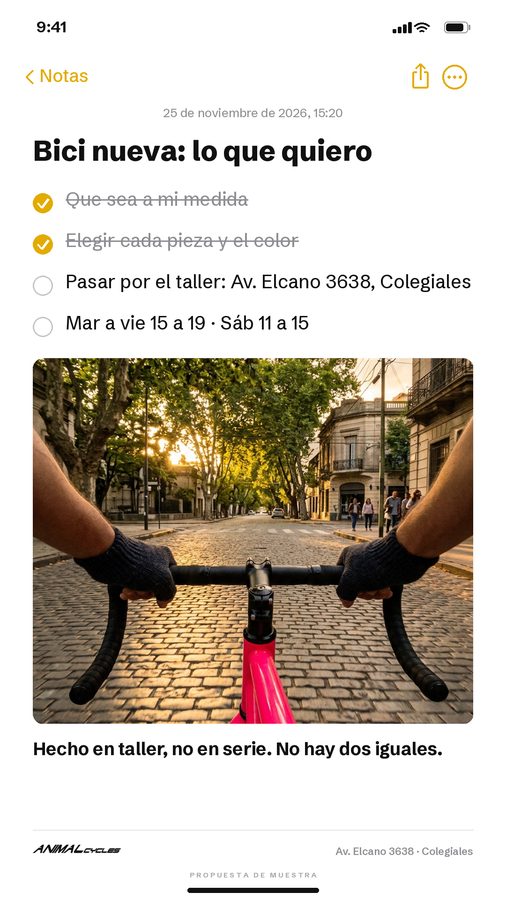 9:41
Notas
25 de noviembre de 2026, 15:20
Bici nueva: lo que quiero
Que sea a mi medida
Elegir cada pieza y el color
Pasar por el taller: Av. Elcano 3638, Colegiales
Mar a vie 15 a 19 · Sáb 11 a 15
Hecho en taller, no en serie. No hay dos iguales.
ANIMAL CYCLES
Av. Elcano 3638 · Colegiales
PROPUESTA DE MUESTRA